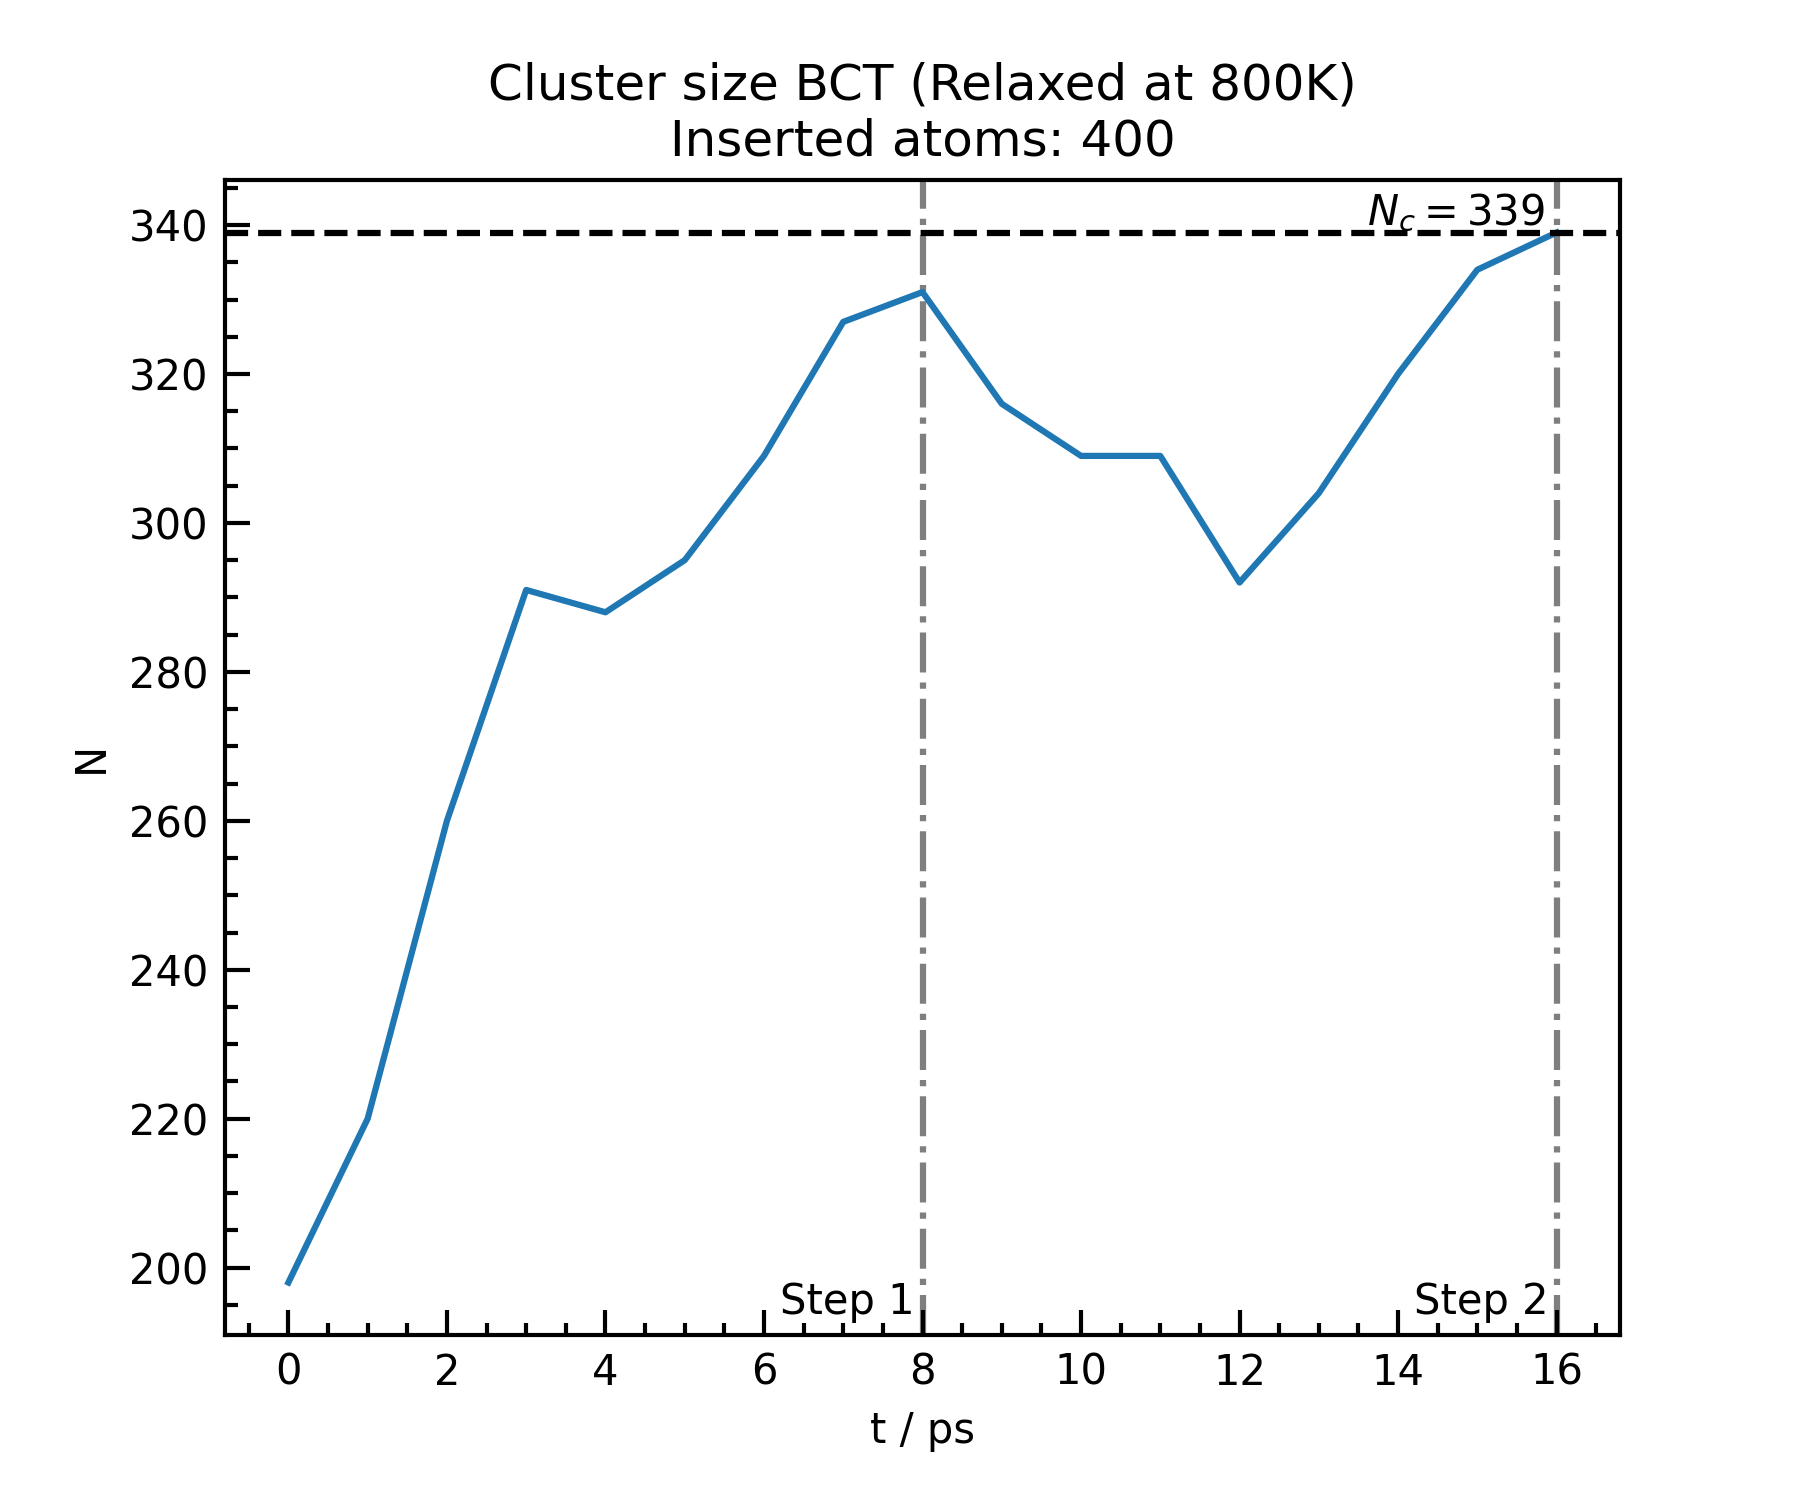 Cluster size BCT (Relaxed at 800K)
Inserted atoms: 400
N_c = 339
340
320
300
280
260
240
220
200
N
Step 1
Step 2
0 2 4 6 8 10 12 14 16
t / ps